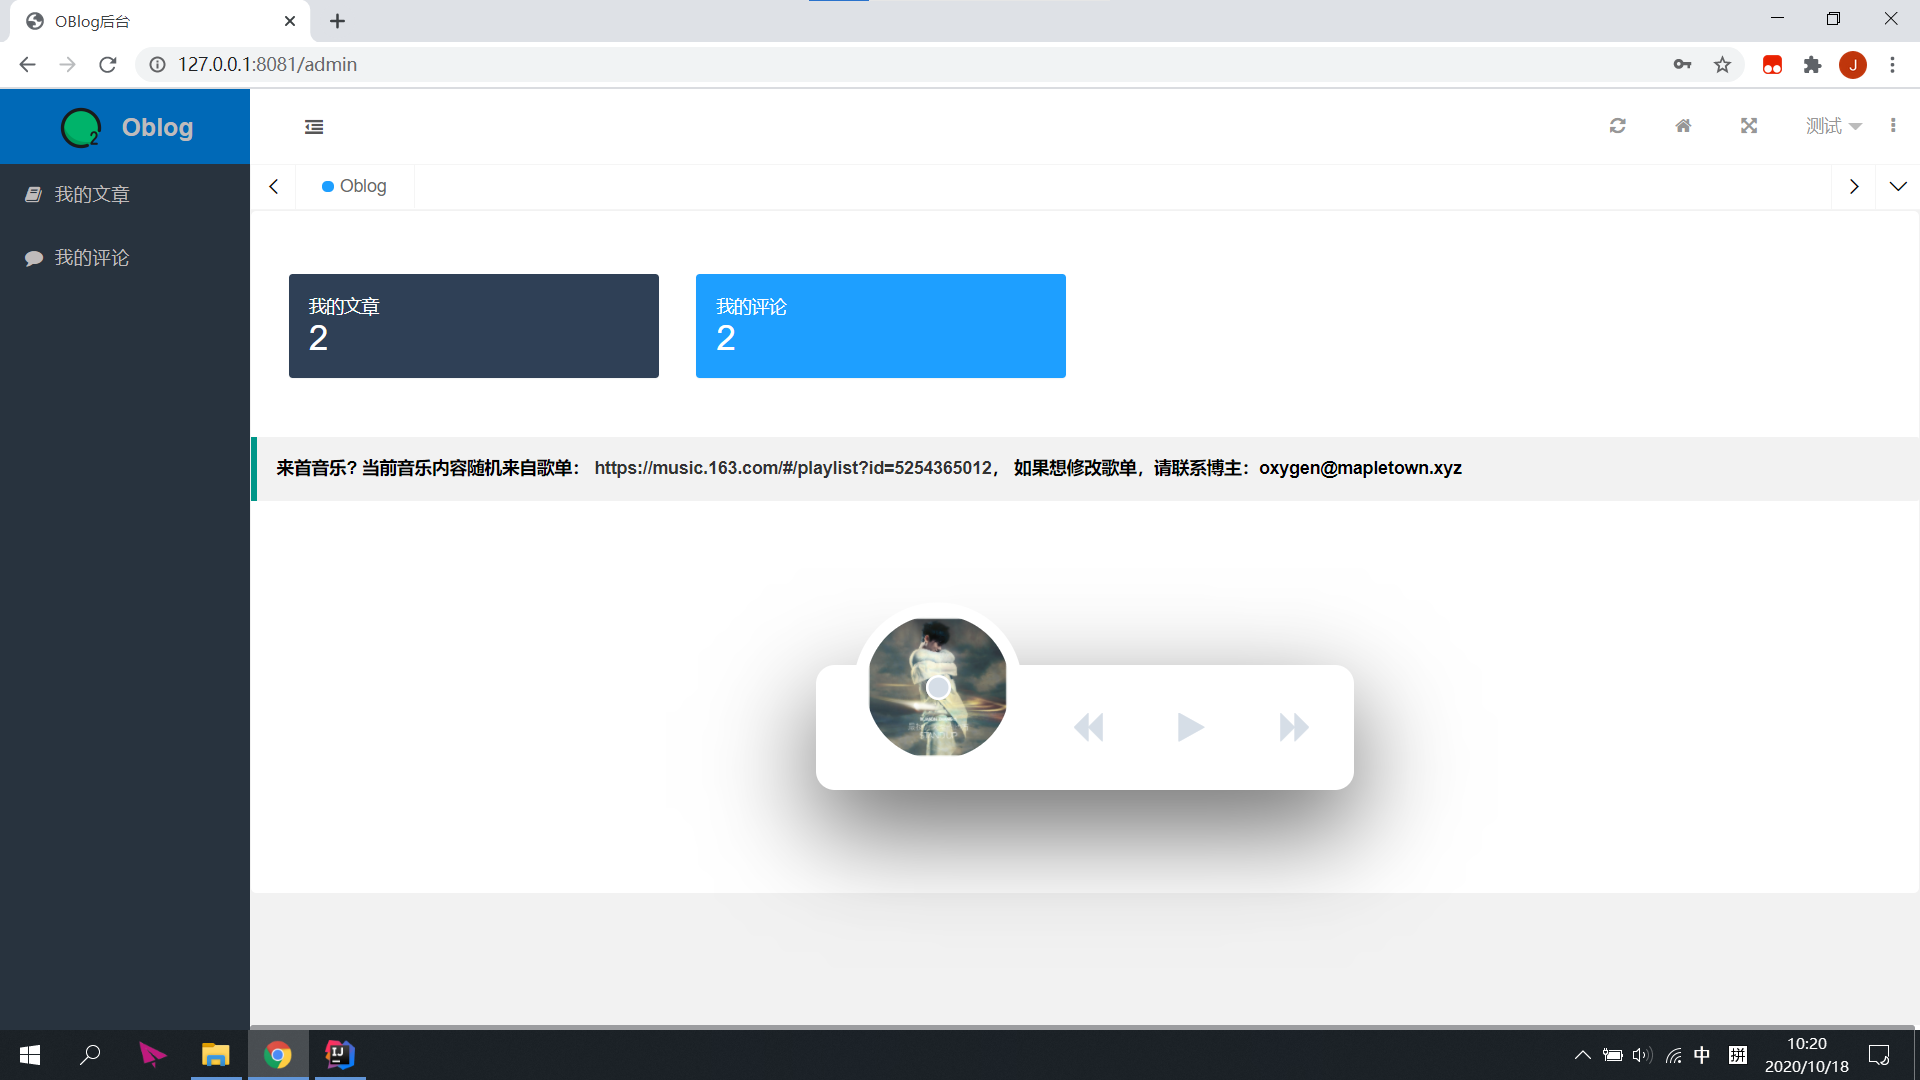 OBlog后台
127.0.0.1:8081/admin
J
2
Oblog
测试
我的文章
我的评论
Oblog
我的文章
2
我的评论
2
来首音乐? 当前音乐内容随机来自歌单： https://music.163.com/#/playlist?id=5254365012， 如果想修改歌单，请联系博主：oxygen@mapletown.xyz
IJ
中
拼
10:20
2020/10/18